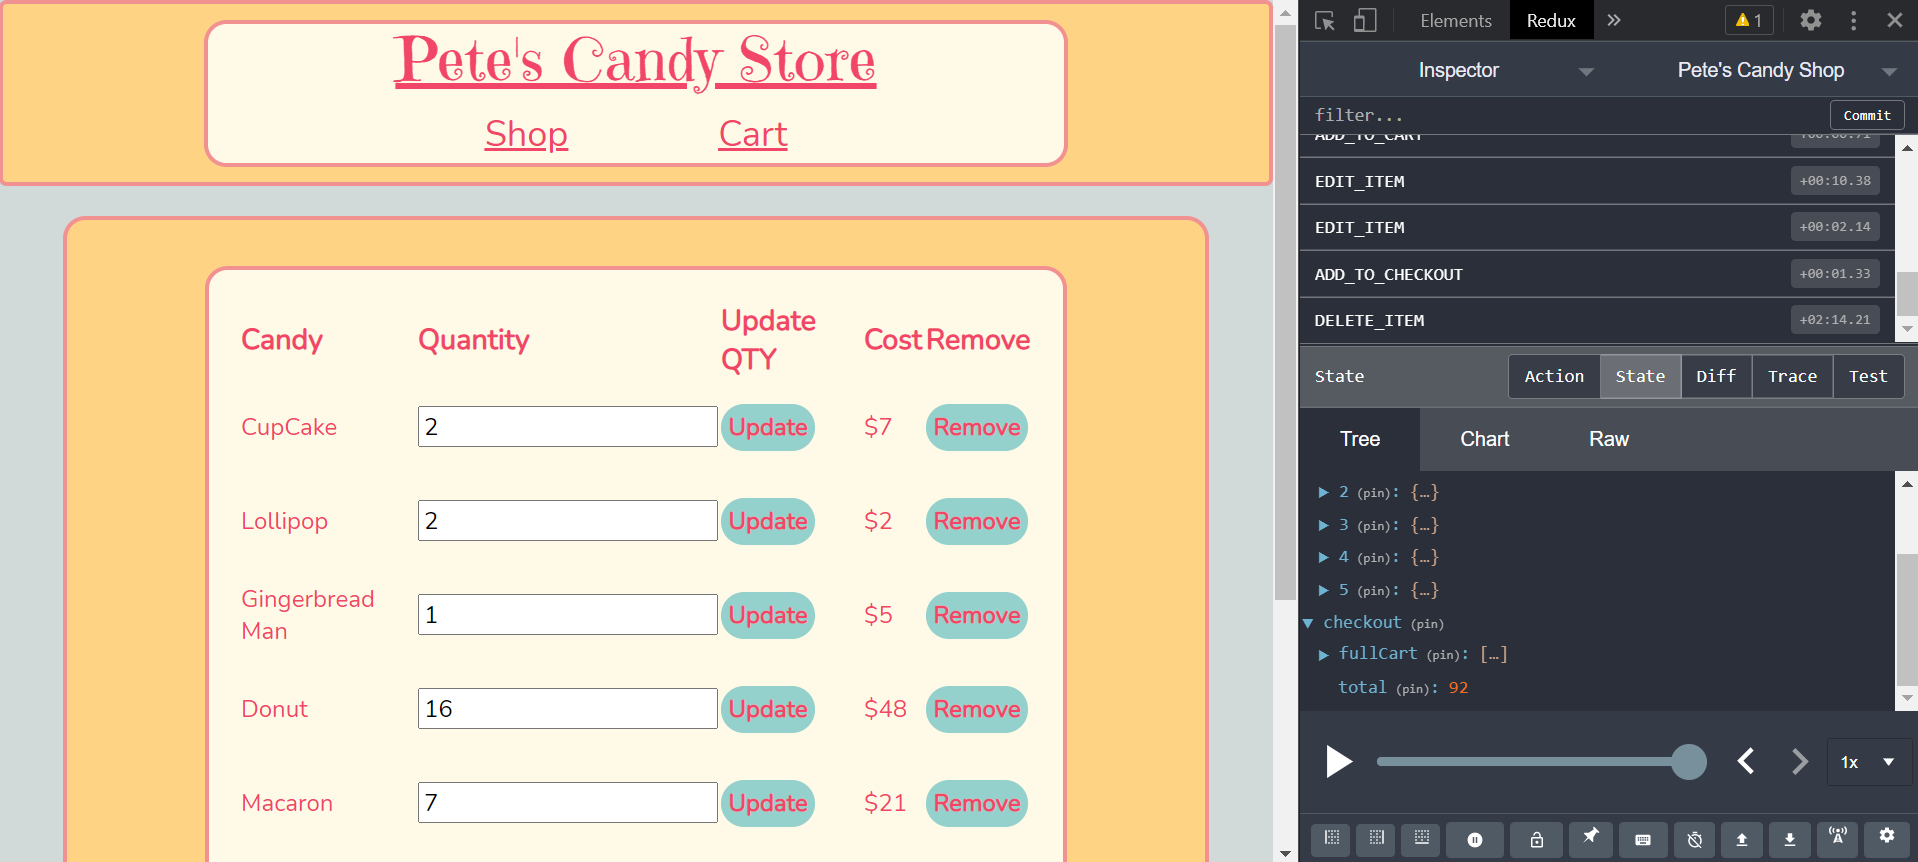 Pete's Candy Store
Shop Cart
Candy Quantity Update QTY Cost Remove
CupCake 2 Update $7 Remove
Lollipop 2 Update $2 Remove
Gingerbread Man 1 Update $5 Remove
Donut 16 Update $48 Remove
Macaron 7 Update $21 Remove
Elements Redux » 1
Inspector Pete's Candy Shop
filter... Commit
ADD_TO_CART
EDIT_ITEM +00:10.38
EDIT_ITEM +00:02.14
ADD_TO_CHECKOUT +00:01.33
DELETE_ITEM +02:14.21
State Action State Diff Trace Test
Tree Chart Raw
2 (pin): {…}
3 (pin): {…}
4 (pin): {…}
5 (pin): {…}
checkout (pin)
fullCart (pin): […]
total (pin): 92
1x